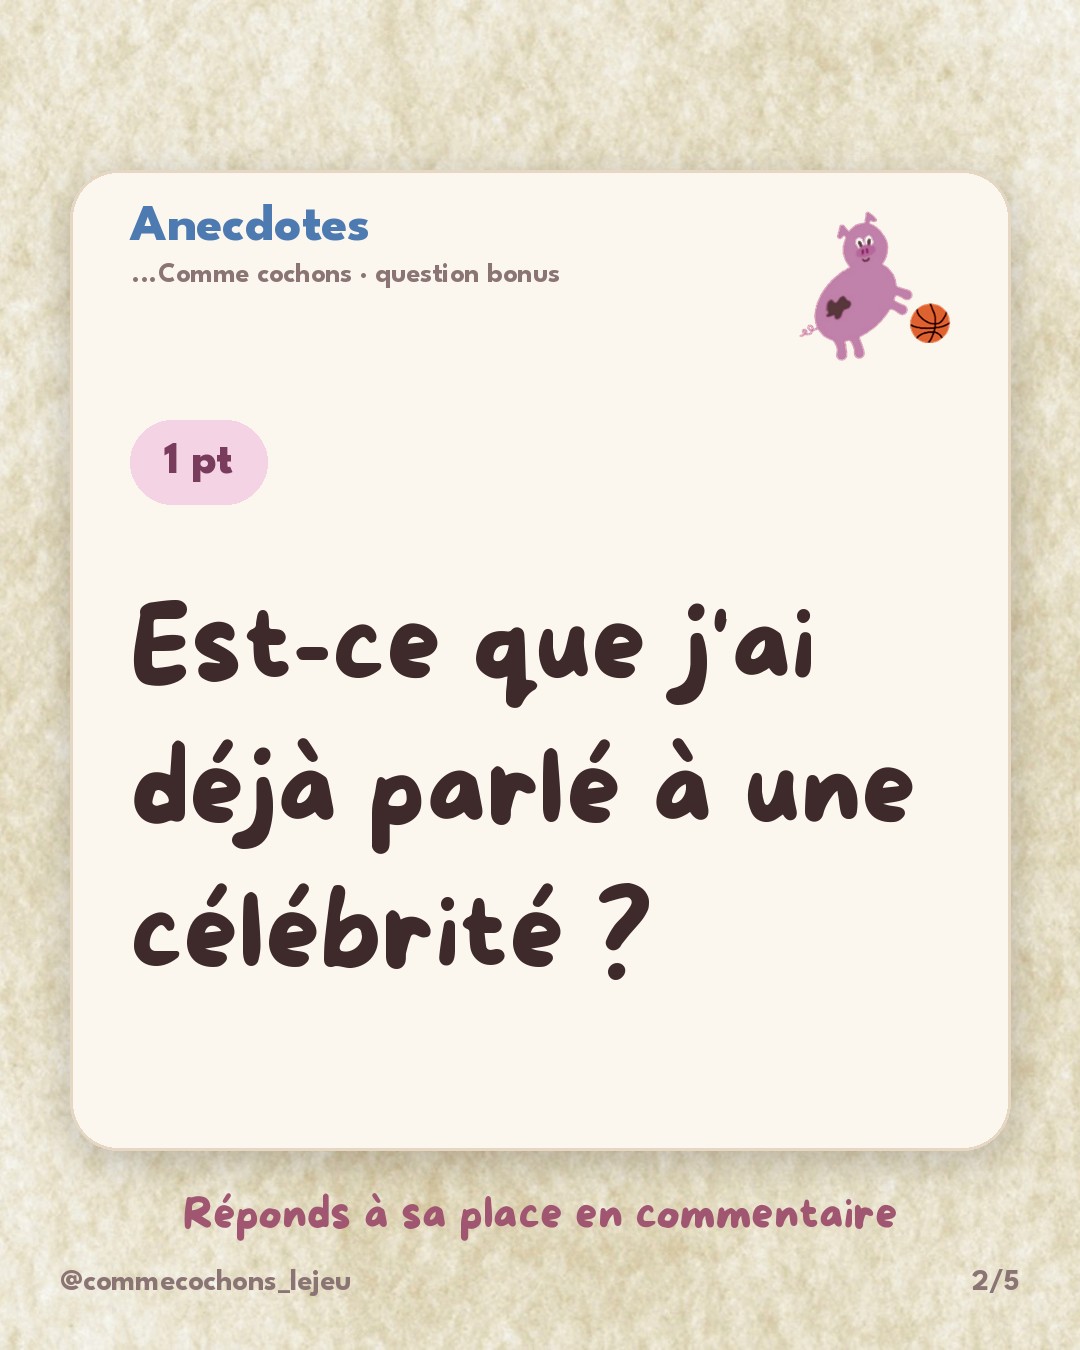 Anecdotes
...Comme cochons · question bonus
1 pt
Est-ce que j'ai
déjà parlé à une
célébrité ?
Réponds à sa place en commentaire
@commecochons_lejeu
2/5